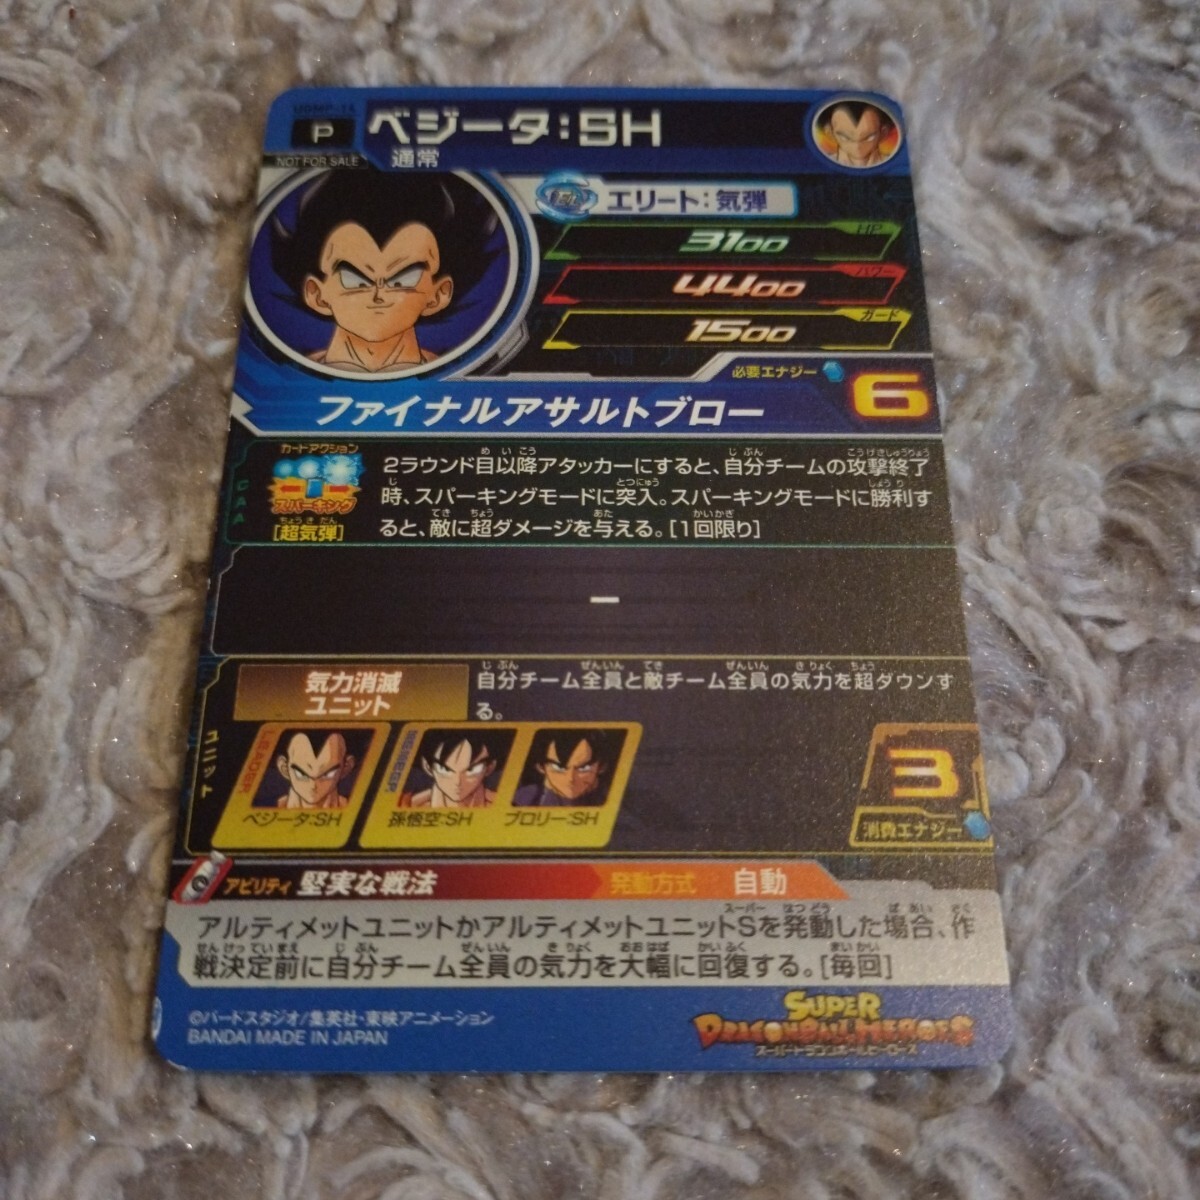 P
ベジータ:SH
NOT FOR SALE
通常
エリート:気弾
HP
3100
パワー
4400
ガード
1500
必要エナジー
6
ファイナルアサルトブロー
カードアクション
スパーキング
[超気弾]
CAA
2ラウンド目以降アタッカーにすると、自分チームの攻撃終了
時、スパーキングモードに突入。スパーキングモードに勝利す
ると、敵に超ダメージを与える。[1回限り]
ー
ユニット
気力消滅
ユニット
自分チーム全員と敵チーム全員の気力を超ダウンす
る。
LEADER
ベジータ:SH
MEMBER
孫悟空:SH
ブロリー:SH
3
消費エナジー
アビリティ 堅実な戦法
発動方式 自動
アルティメットユニットかアルティメットユニットSを発動した場合、作
戦決定前に自分チーム全員の気力を大幅に回復する。[毎回]
©バードスタジオ/集英社・東映アニメーション
BANDAI MADE IN JAPAN
SUPER
DRAGONBALL HEROES
スーパードラゴンボールヒーローズ